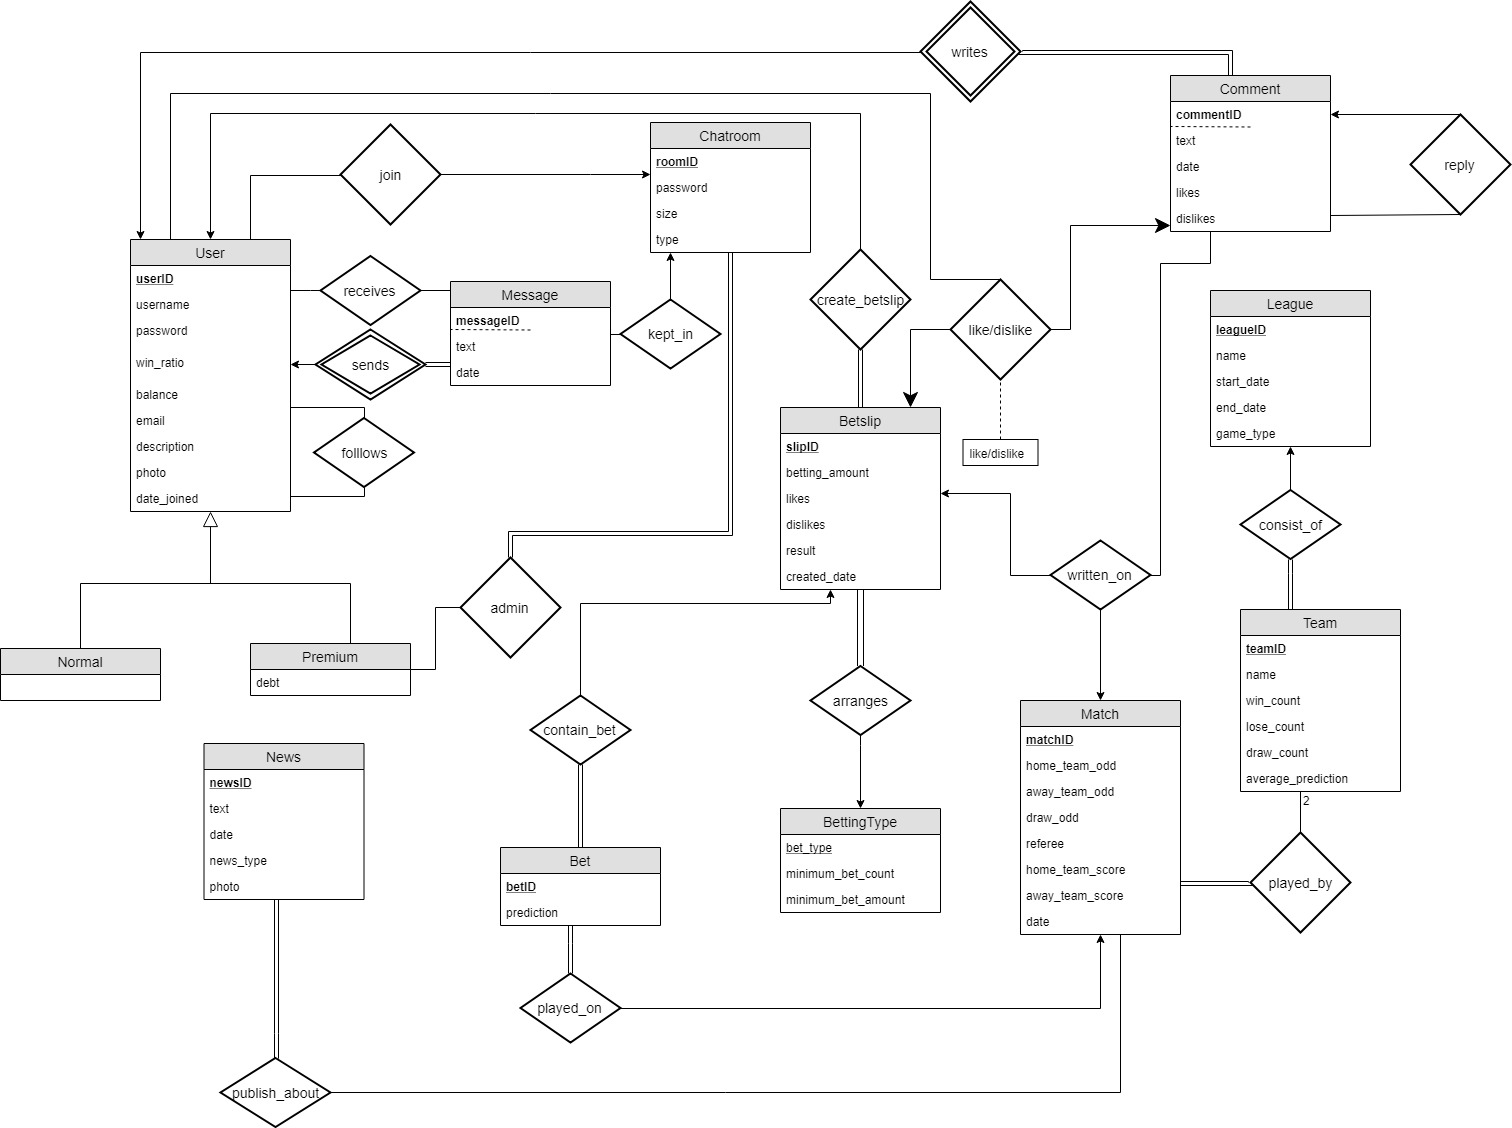 writes
Comment
commentID
text
date
likes
dislikes
reply
join
Chatroom
roomID
password
size
type
User
userID
username
password
win_ratio
balance
email
description
photo
date_joined
receives
Message
messageID
text
date
sends
kept_in
folllows
create_betslip
like/dislike
like/dislike
League
leagueID
name
start_date
end_date
game_type
Betslip
slipID
betting_amount
likes
dislikes
result
created_date
consist_of
written_on
admin
Normal
Premium
debt
Team
teamID
name
win_count
lose_count
draw_count
average_prediction
2
arranges
contain_bet
Match
matchID
home_team_odd
away_team_odd
draw_odd
referee
home_team_score
away_team_score
date
News
newsID
text
date
news_type
photo
BettingType
bet_type
minimum_bet_count
minimum_bet_amount
Bet
betID
prediction
played_by
played_on
publish_about